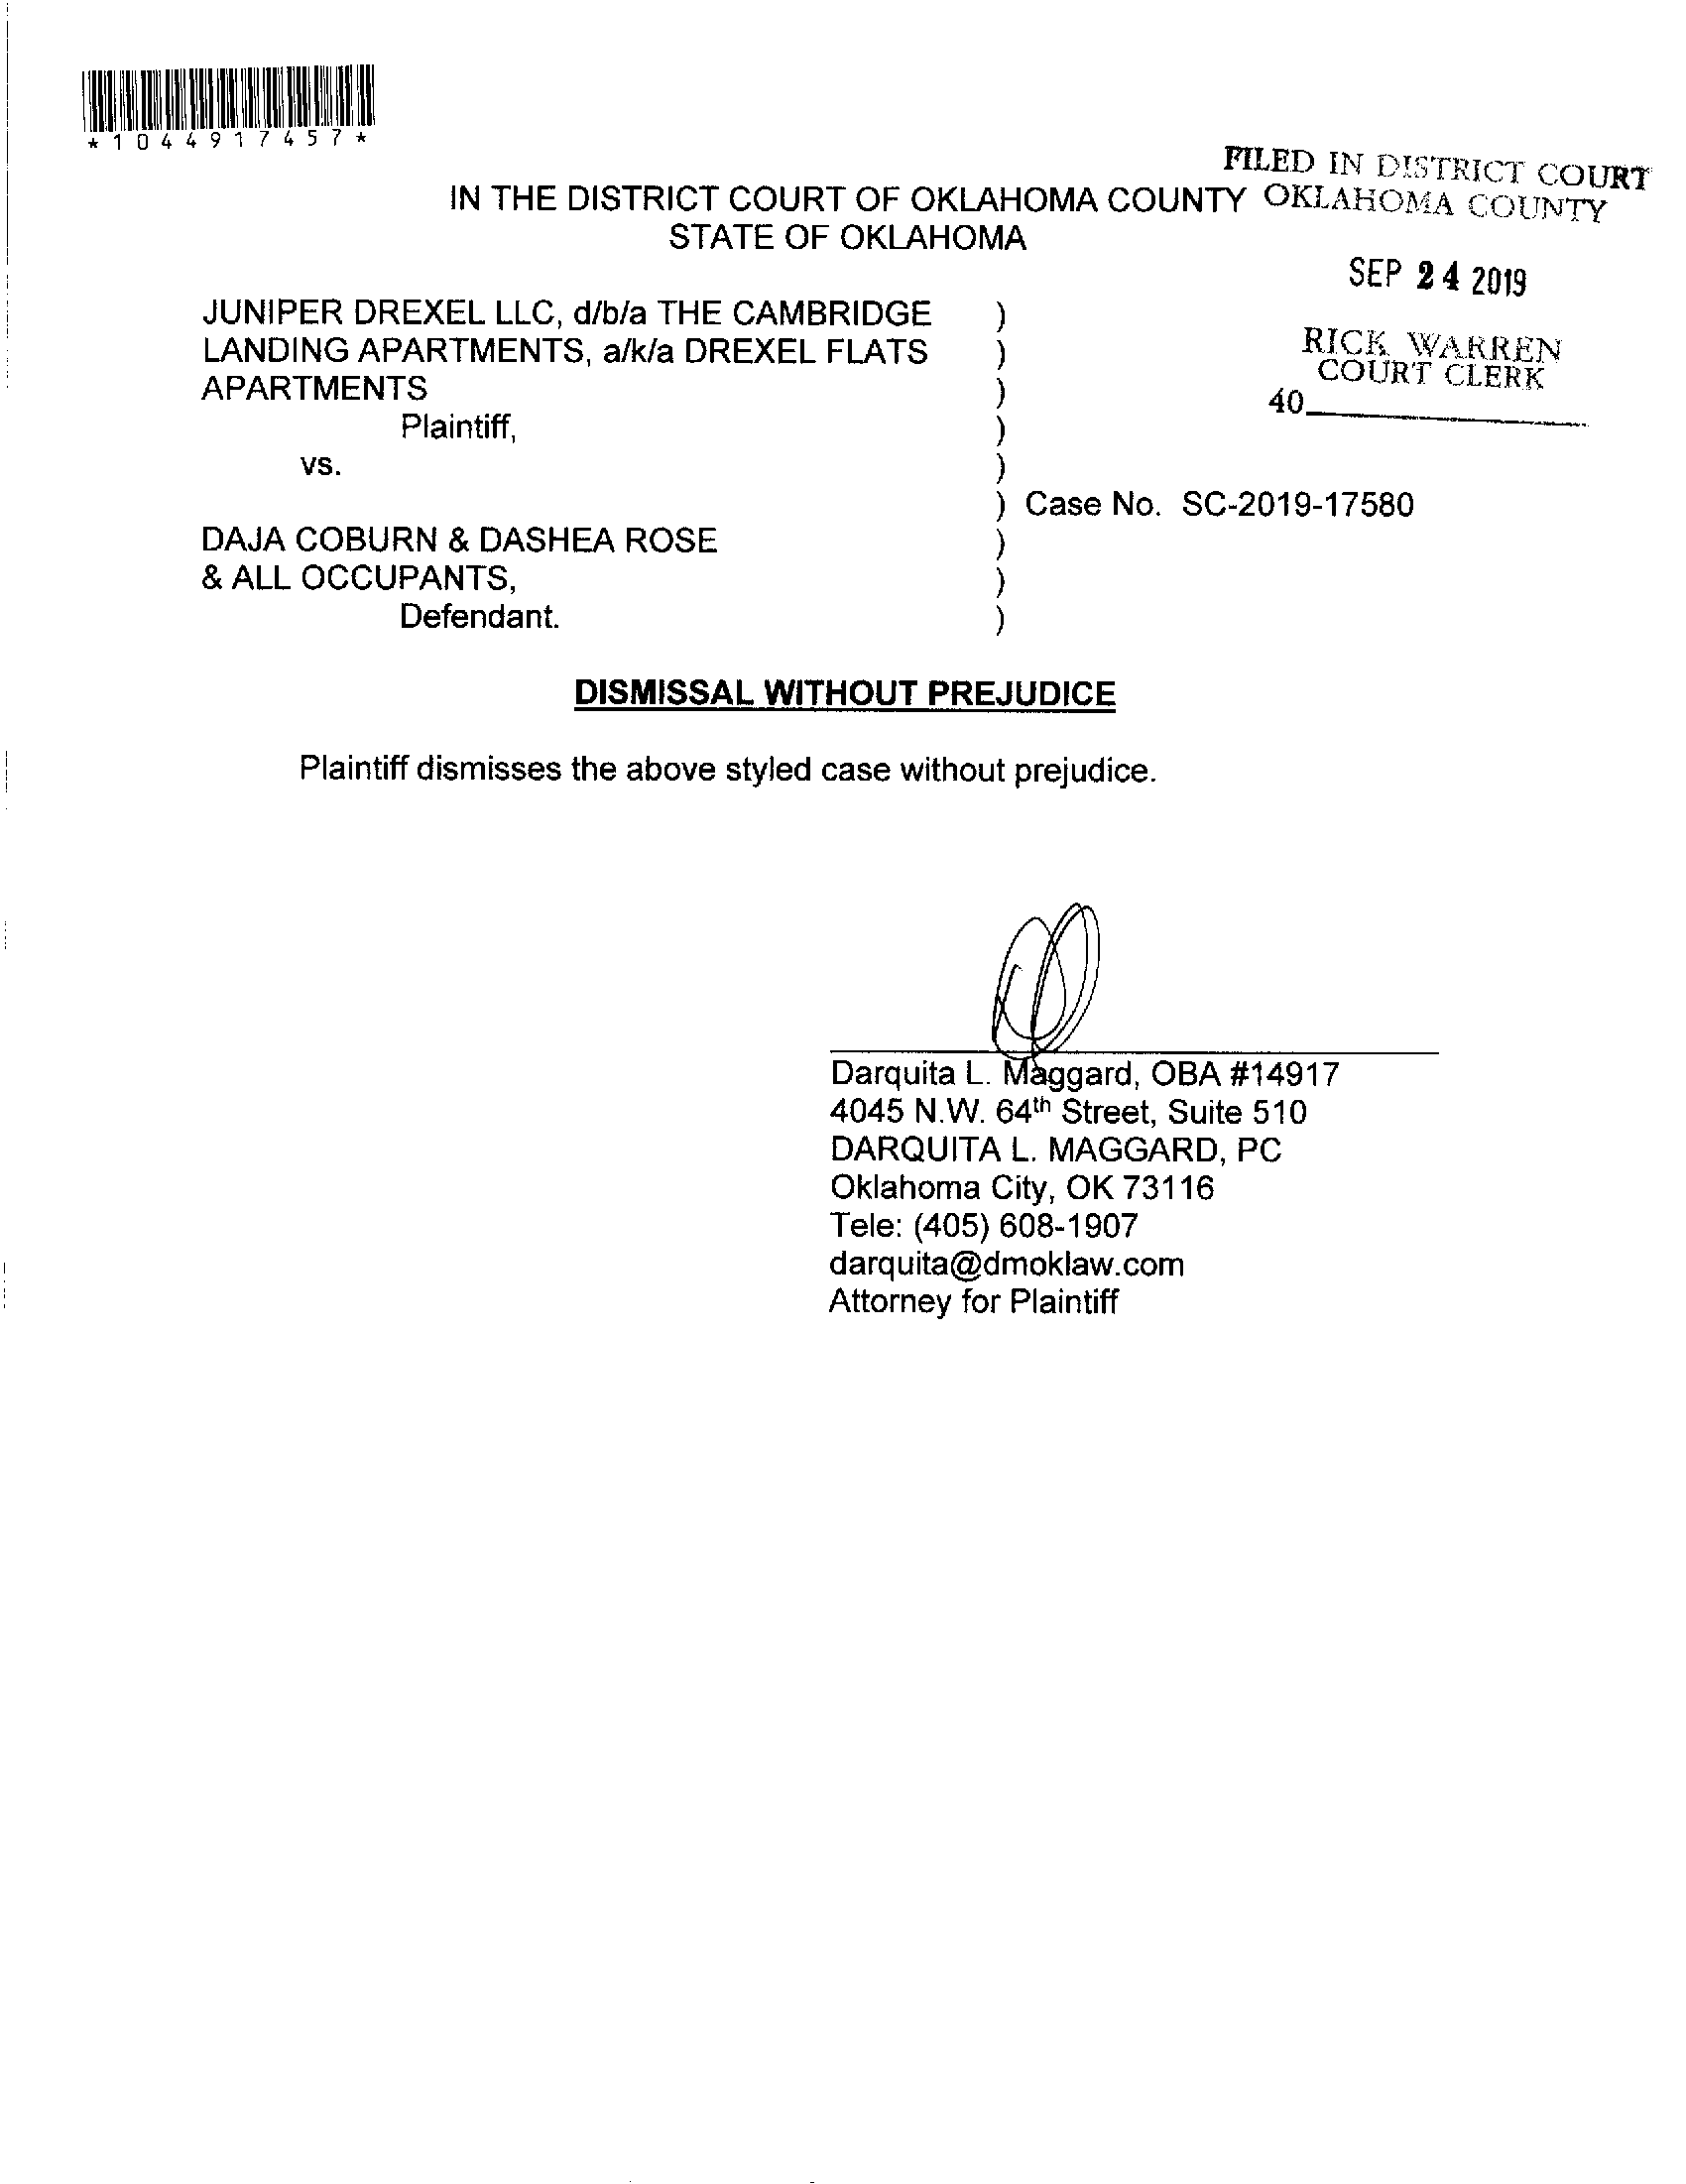 *1044917457*
FILED IN DISTRICT COURT
OKLAHOMA COUNTY
IN THE DISTRICT COURT OF OKLAHOMA COUNTY
STATE OF OKLAHOMA
SEP 24 2019
RICK WARREN
COURT CLERK
40
JUNIPER DREXEL LLC, d/b/a THE CAMBRIDGE )
LANDING APARTMENTS, a/k/a DREXEL FLATS )
APARTMENTS )
Plaintiff, )
vs. )
) Case No. SC-2019-17580
DAJA COBURN & DASHEA ROSE )
& ALL OCCUPANTS, )
Defendant. )
DISMISSAL WITHOUT PREJUDICE
Plaintiff dismisses the above styled case without prejudice.
Darquita L. Maggard, OBA #14917
4045 N.W. 64th Street, Suite 510
DARQUITA L. MAGGARD, PC
Oklahoma City, OK 73116
Tele: (405) 608-1907
darquita@dmoklaw.com
Attorney for Plaintiff